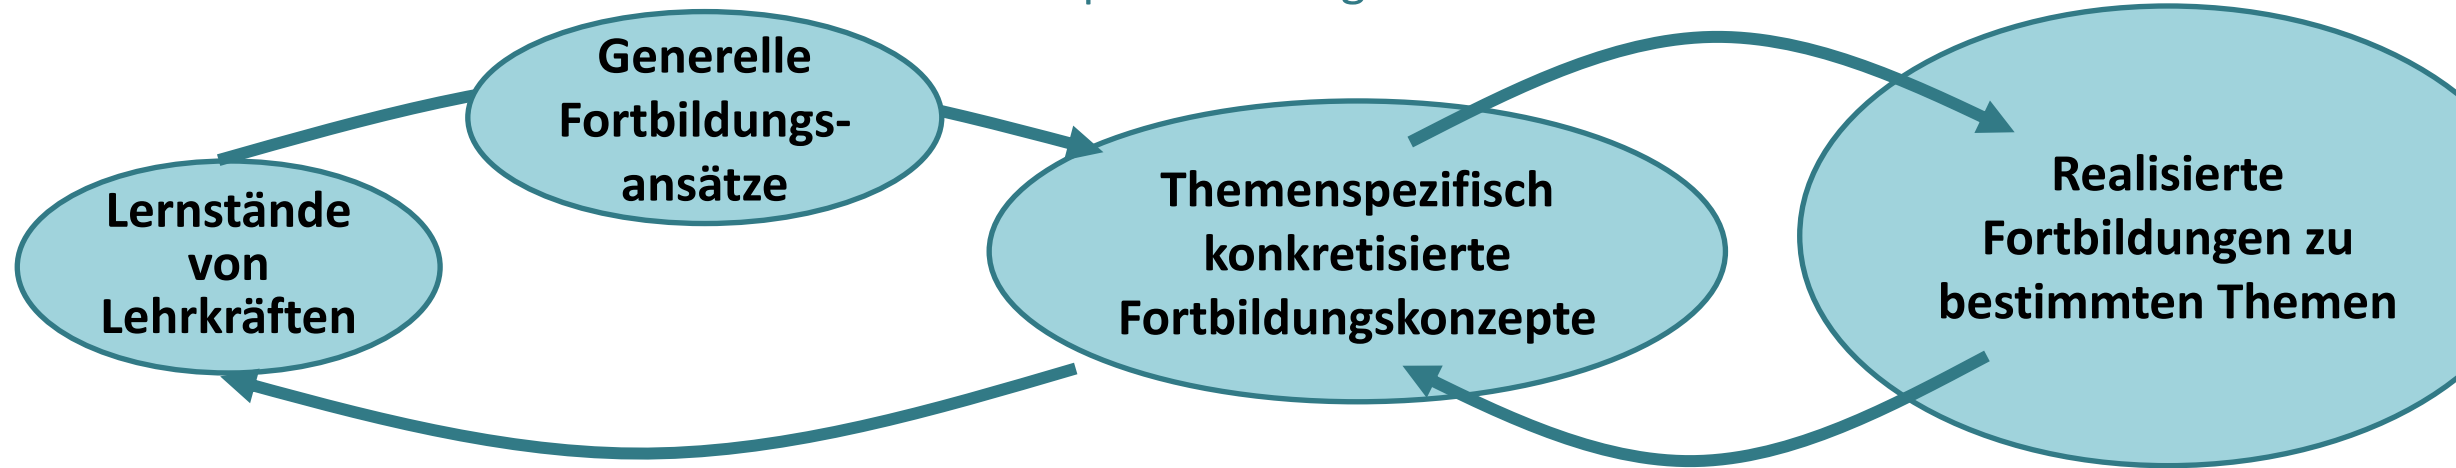 Generelle
Fortbildungs-
ansätze
Lernstände
von
Lehrkräften
Themenspezifisch
konkretisierte
Fortbildungskonzepte
Realisierte
Fortbildungen zu
bestimmten Themen